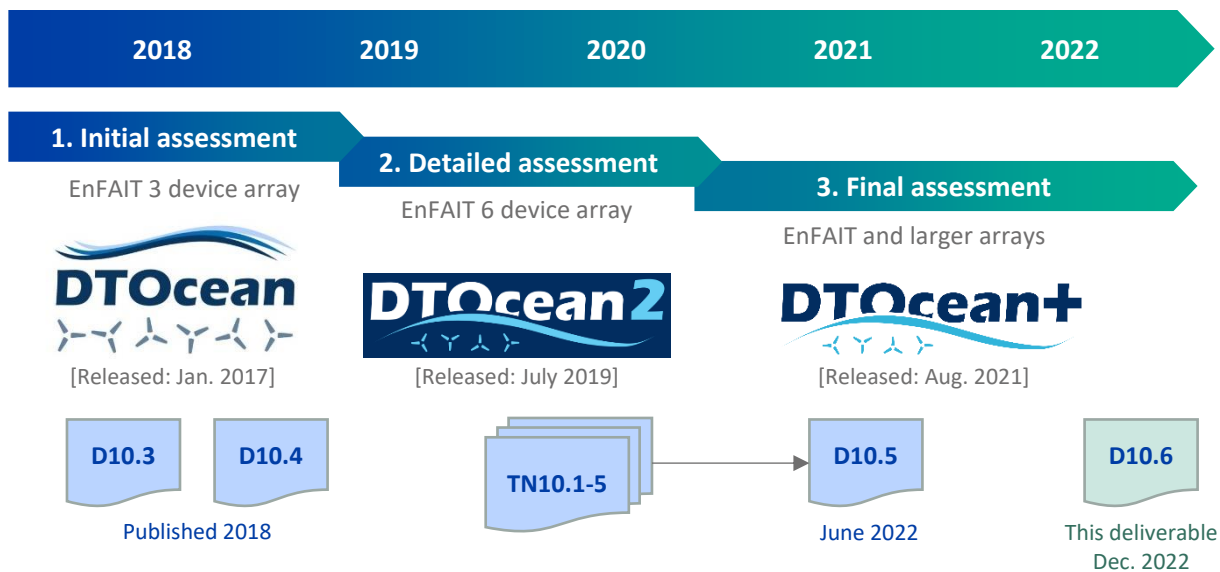 2018 2019 2020 2021 2022
1. Initial assessment
EnFAIT 3 device array
DTOcean
[Released: Jan. 2017]
2. Detailed assessment
EnFAIT 6 device array
DTOcean2
[Released: July 2019]
3. Final assessment
EnFAIT and larger arrays
DTOcean+
[Released: Aug. 2021]
D10.3
D10.4
Published 2018
TN10.1-5
D10.5
June 2022
D10.6
This deliverable
Dec. 2022